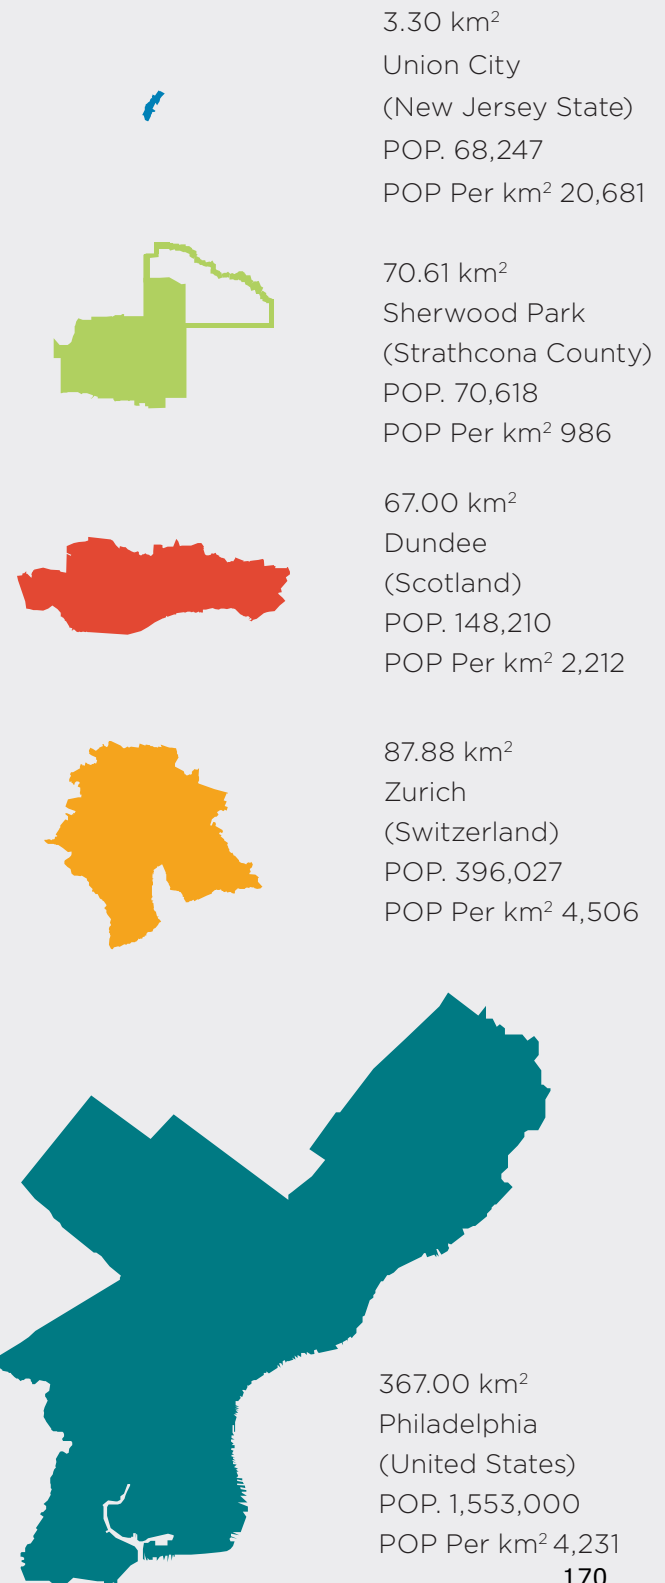 3.30 km²
Union City
(New Jersey State)
POP. 68,247
POP Per km² 20,681
70.61 km²
Sherwood Park
(Strathcona County)
POP. 70,618
POP Per km² 986
67.00 km²
Dundee
(Scotland)
POP. 148,210
POP Per km² 2,212
87.88 km²
Zurich
(Switzerland)
POP. 396,027
POP Per km² 4,506
367.00 km²
Philadelphia
(United States)
POP. 1,553,000
POP Per km² 4,231
170